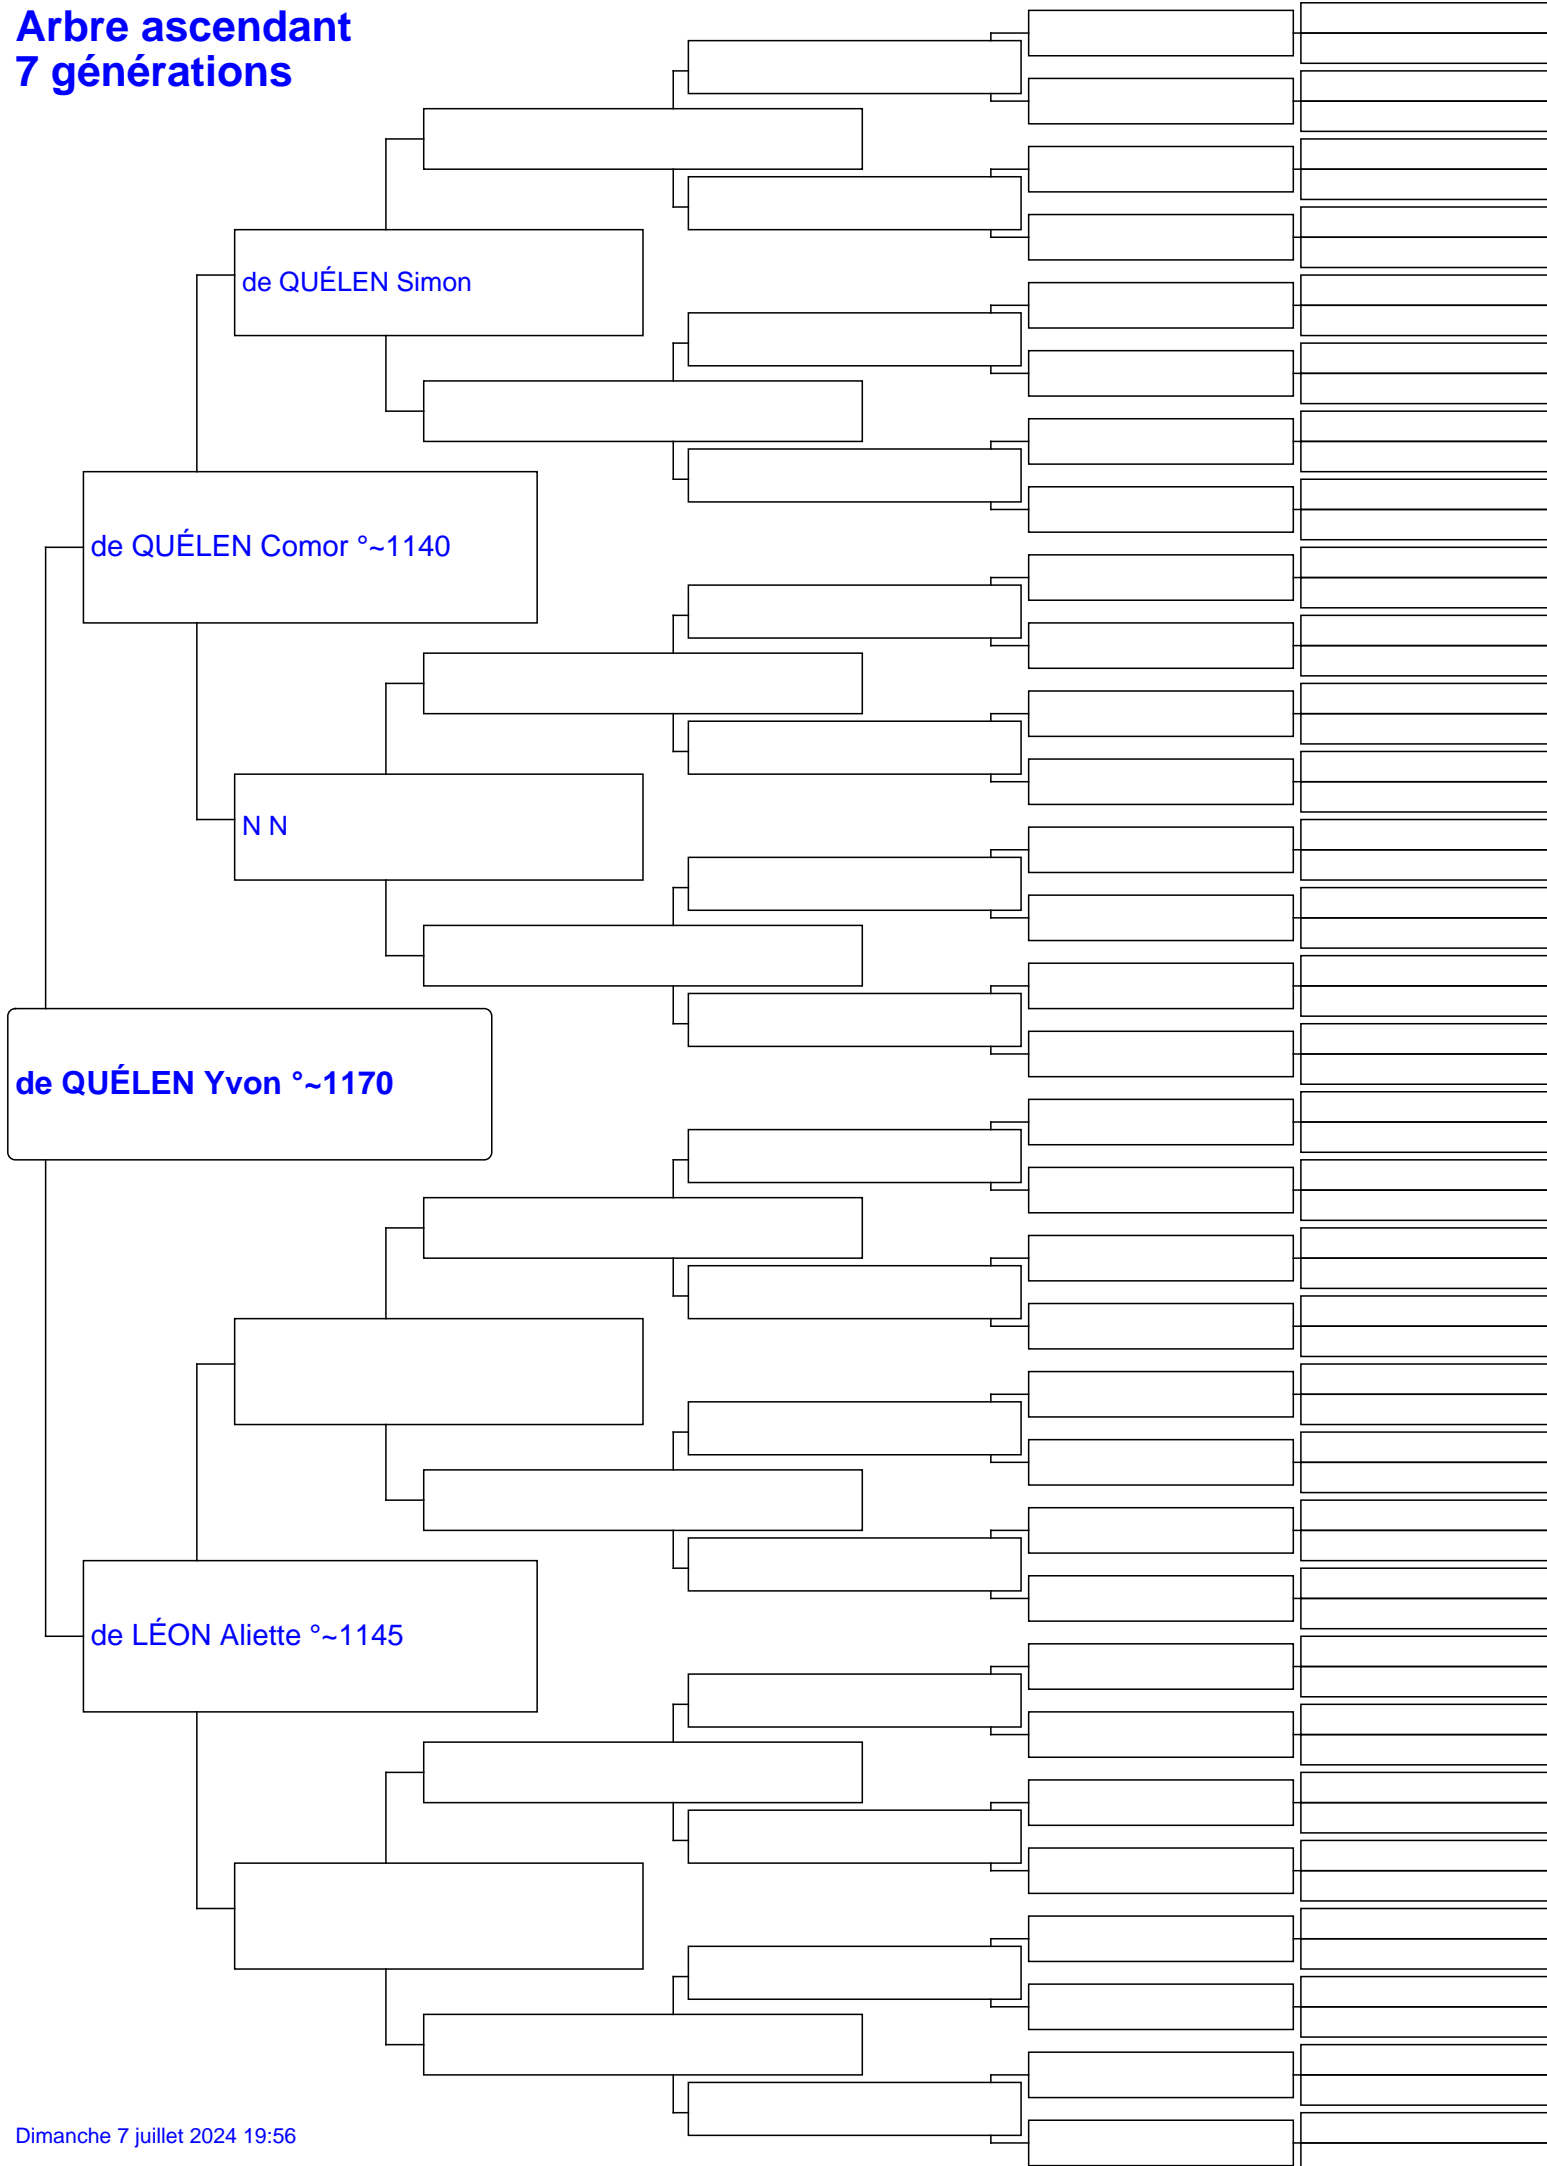 Arbre ascendant
7 générations
de QUÉLEN Simon
de QUÉLEN Comor °~1140
N N
de QUÉLEN Yvon °~1170
de LÉON Aliette °~1145
Dimanche 7 juillet 2024 19:56